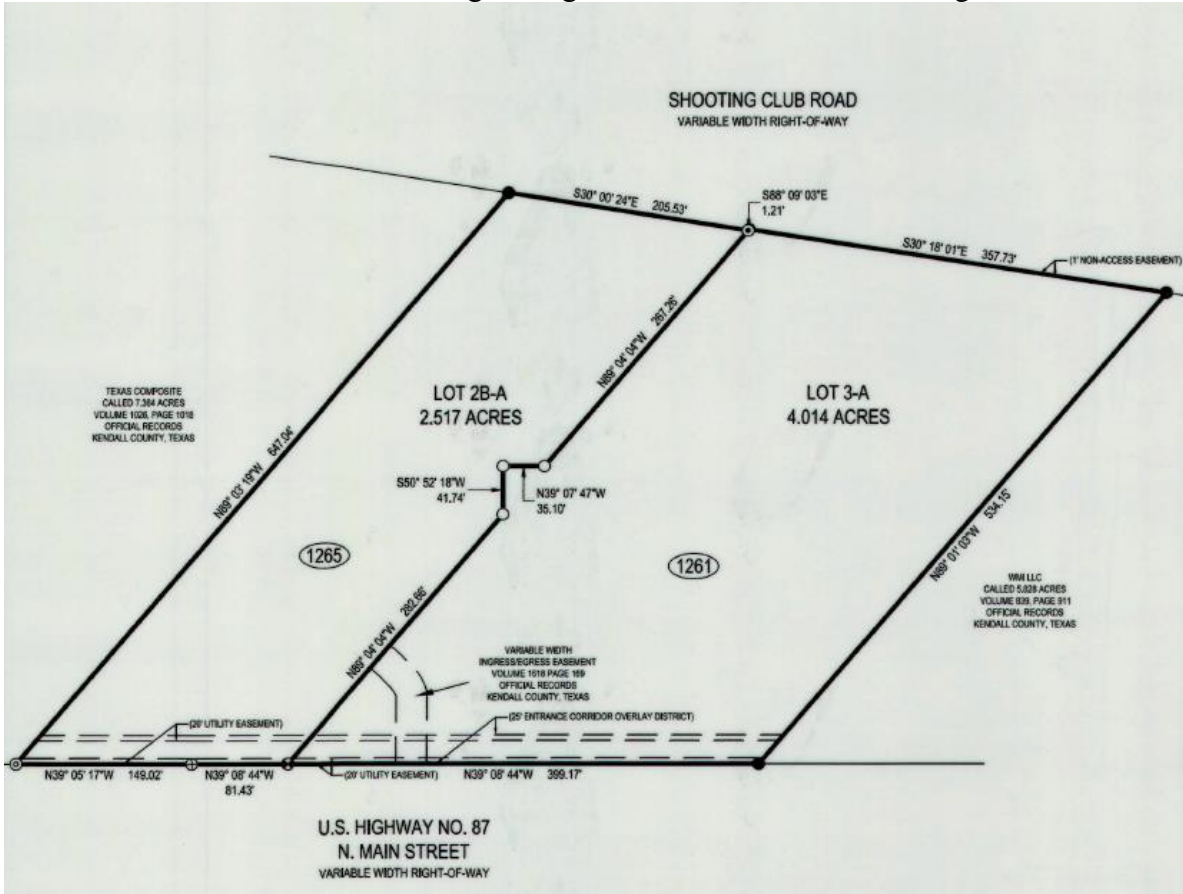 SHOOTING CLUB ROAD
VARIABLE WIDTH RIGHT-OF-WAY
S30° 00' 24"E 205.53'
S88° 09' 03"E
1.21'
S30° 18' 01"E 357.73'
(1' NON-ACCESS EASEMENT)
N89° 04' 04"W 267.26'
TEXAS COMPOSITE
CALLED 7.364 ACRES
VOLUME 1026, PAGE 1018
OFFICIAL RECORDS
KENDALL COUNTY, TEXAS
LOT 2B-A
2.517 ACRES
LOT 3-A
4.014 ACRES
N89° 03' 19"W 647.04'
S50° 52' 18"W
41.74'
N39° 07' 47"W
35.10'
N89° 01' 03"W 534.15'
1265
1261
WMI LLC
CALLED 5.828 ACRES
VOLUME 839, PAGE 911
OFFICIAL RECORDS
KENDALL COUNTY, TEXAS
N89° 04' 04"W 282.66'
VARIABLE WIDTH
INGRESS/EGRESS EASEMENT
VOLUME 1618 PAGE 169
OFFICIAL RECORDS
KENDALL COUNTY, TEXAS
(20' UTILITY EASEMENT)
(25' ENTRANCE CORRIDOR OVERLAY DISTRICT)
N39° 05' 17"W 149.02'
N39° 08' 44"W
81.43'
(20' UTILITY EASEMENT)
N39° 08' 44"W 399.17'
U.S. HIGHWAY NO. 87
N. MAIN STREET
VARIABLE WIDTH RIGHT-OF-WAY